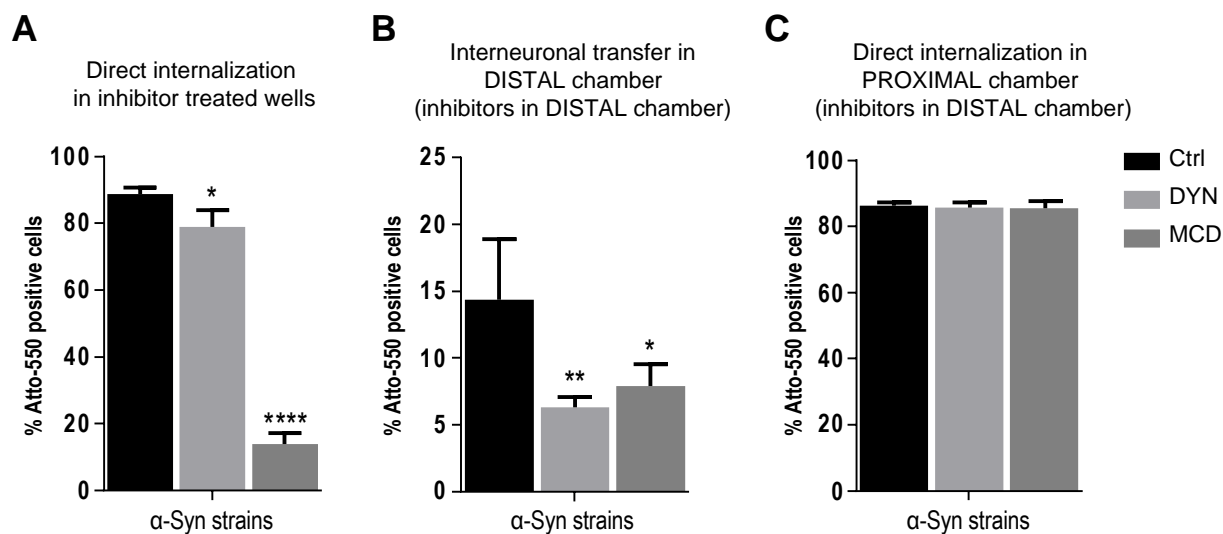 A
Direct internalization
in inhibitor treated wells
% Atto-550 positive cells
100
80
60
40
20
0
*
****
α-Syn strains
B
Interneuronal transfer in
DISTAL chamber
(inhibitors in DISTAL chamber)
% Atto-550 positive cells
25
20
15
10
5
0
**
*
α-Syn strains
C
Direct internalization in
PROXIMAL chamber
(inhibitors in DISTAL chamber)
% Atto-550 positive cells
100
80
60
40
20
0
α-Syn strains
Ctrl
DYN
MCD